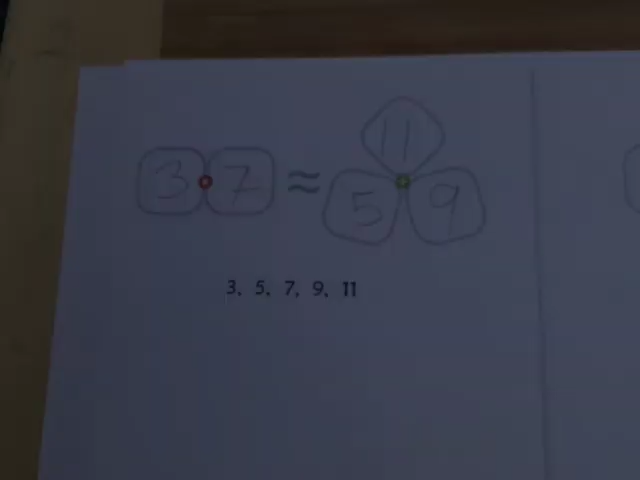 3 7 ≈ 11 5 9
3, 5, 7, 9, 11